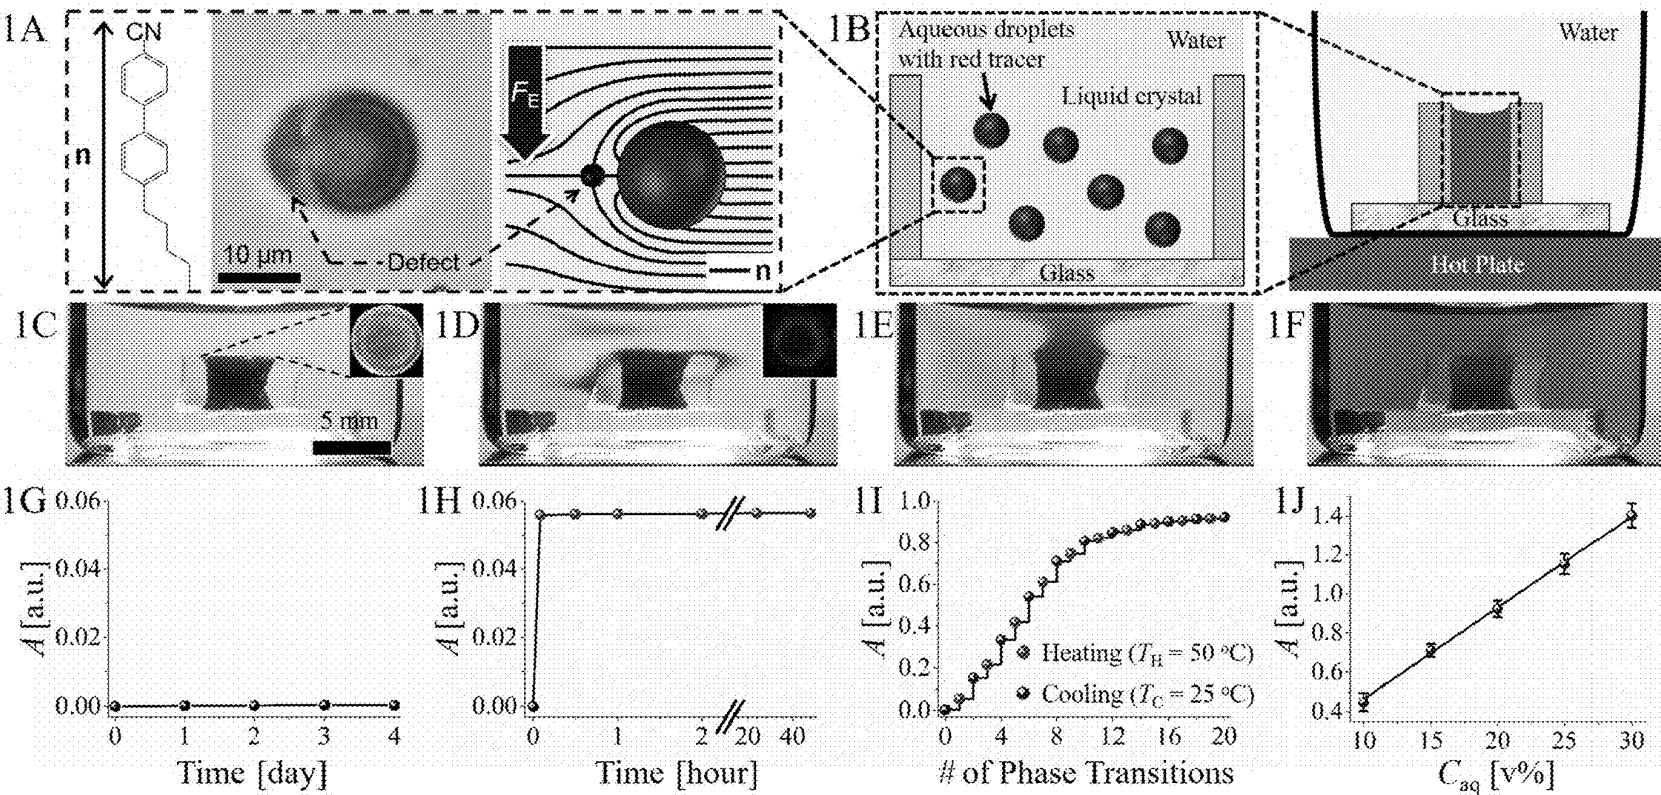 1A
CN
n
10 µm
Defect
F_E
n
1B
Aqueous droplets
with red tracer
Water
Liquid crystal
Glass
Water
Glass
Hot Plate
1C
5 mm
1D
1E
1F
1G
0.06
0.04
0.02
0.00
A [a.u.]
0 1 2 3 4
Time [day]
1H
0.06
0.04
0.02
0.00
A [a.u.]
0 1 2 20 40
Time [hour]
1I
1.0
0.8
0.6
0.4
0.2
0.0
A [a.u.]
Heating (T_H = 50 °C)
Cooling (T_C = 25 °C)
0 4 8 12 16 20
# of Phase Transitions
1J
1.4
1.2
1.0
0.8
0.6
0.4
A [a.u.]
10 15 20 25 30
C_aq [v%]